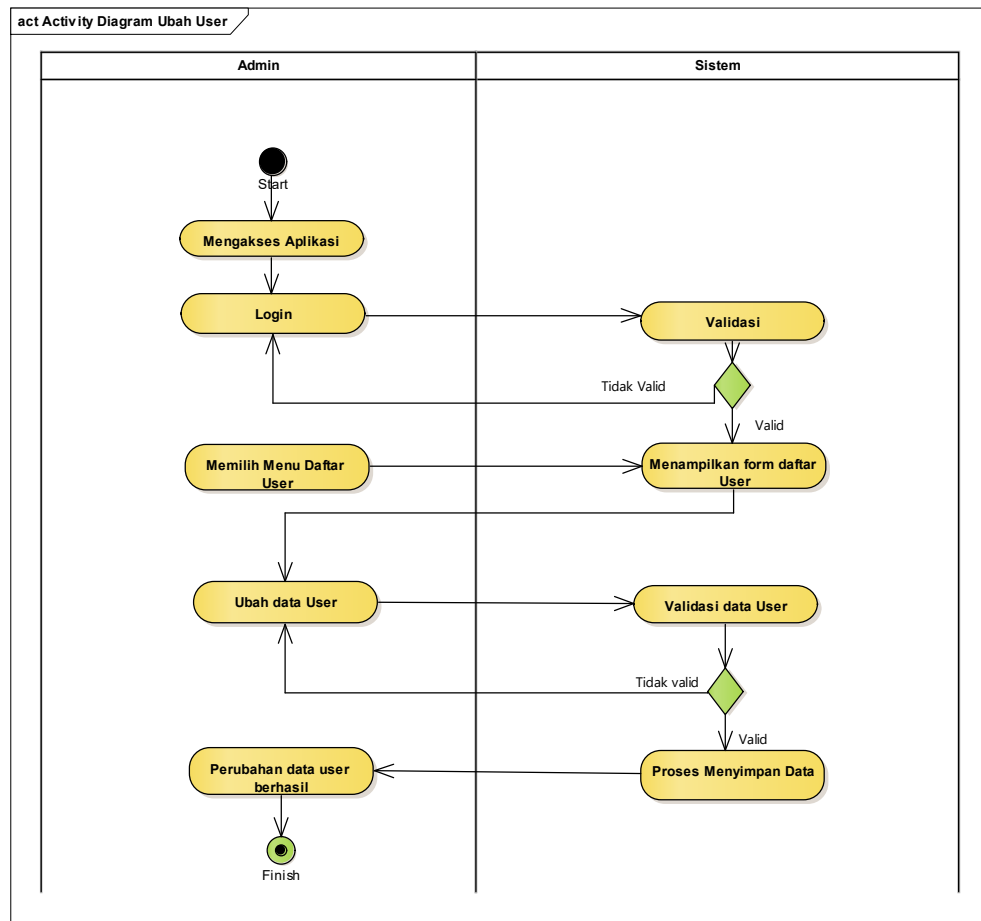 act Activity Diagram Ubah User
Admin
Sistem
Start
Mengakses Aplikasi
Login
Validasi
Tidak Valid
Valid
Memilih Menu Daftar
User
Menampilkan form daftar
User
Ubah data User
Validasi data User
Tidak valid
Valid
Perubahan data user
berhasil
Proses Menyimpan Data
Finish